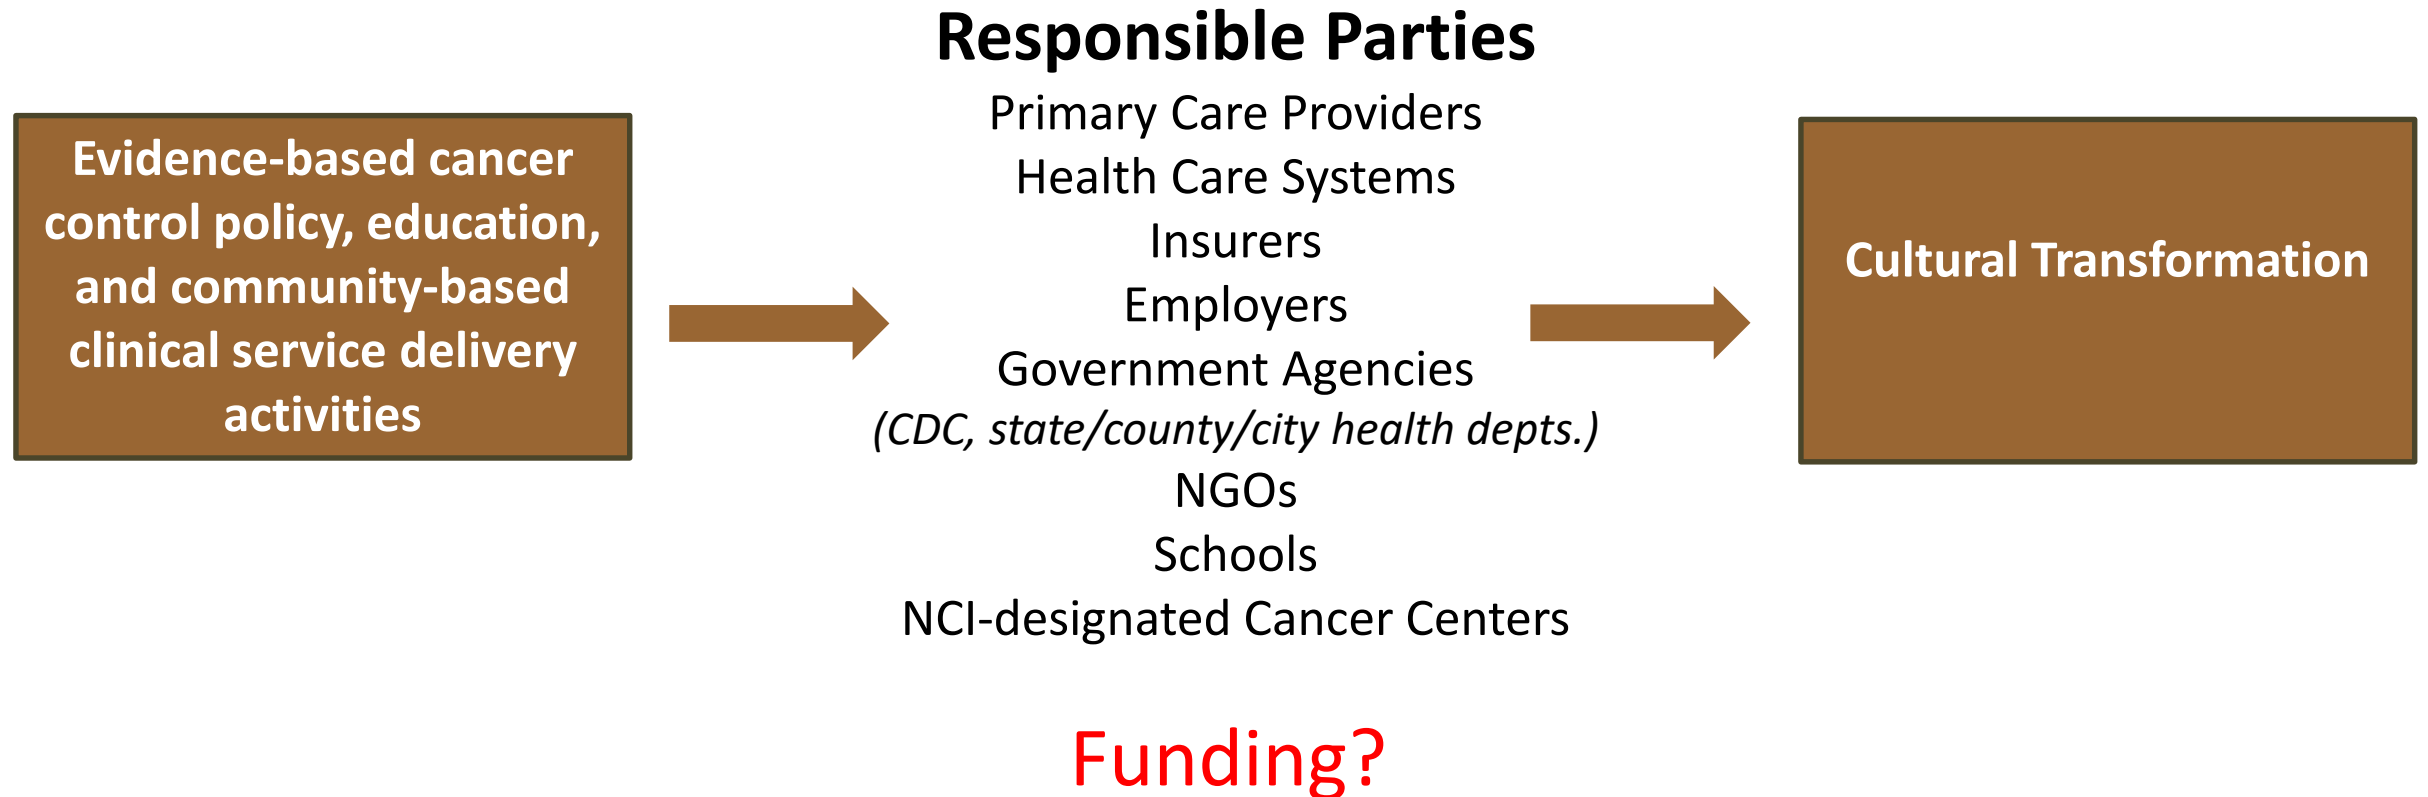 Responsible Parties
Evidence-based cancer
control policy, education,
and community-based
clinical service delivery
activities
Primary Care Providers
Health Care Systems
Insurers
Employers
Government Agencies
(CDC, state/county/city health depts.)
NGOs
Schools
NCI-designated Cancer Centers
Funding?
Cultural Transformation